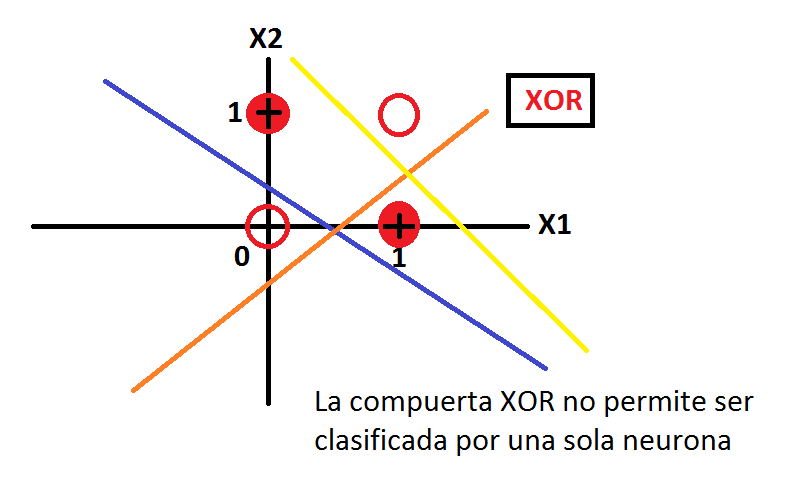 X2
XOR
1
X1
0
1
La compuerta XOR no permite ser
clasificada por una sola neurona